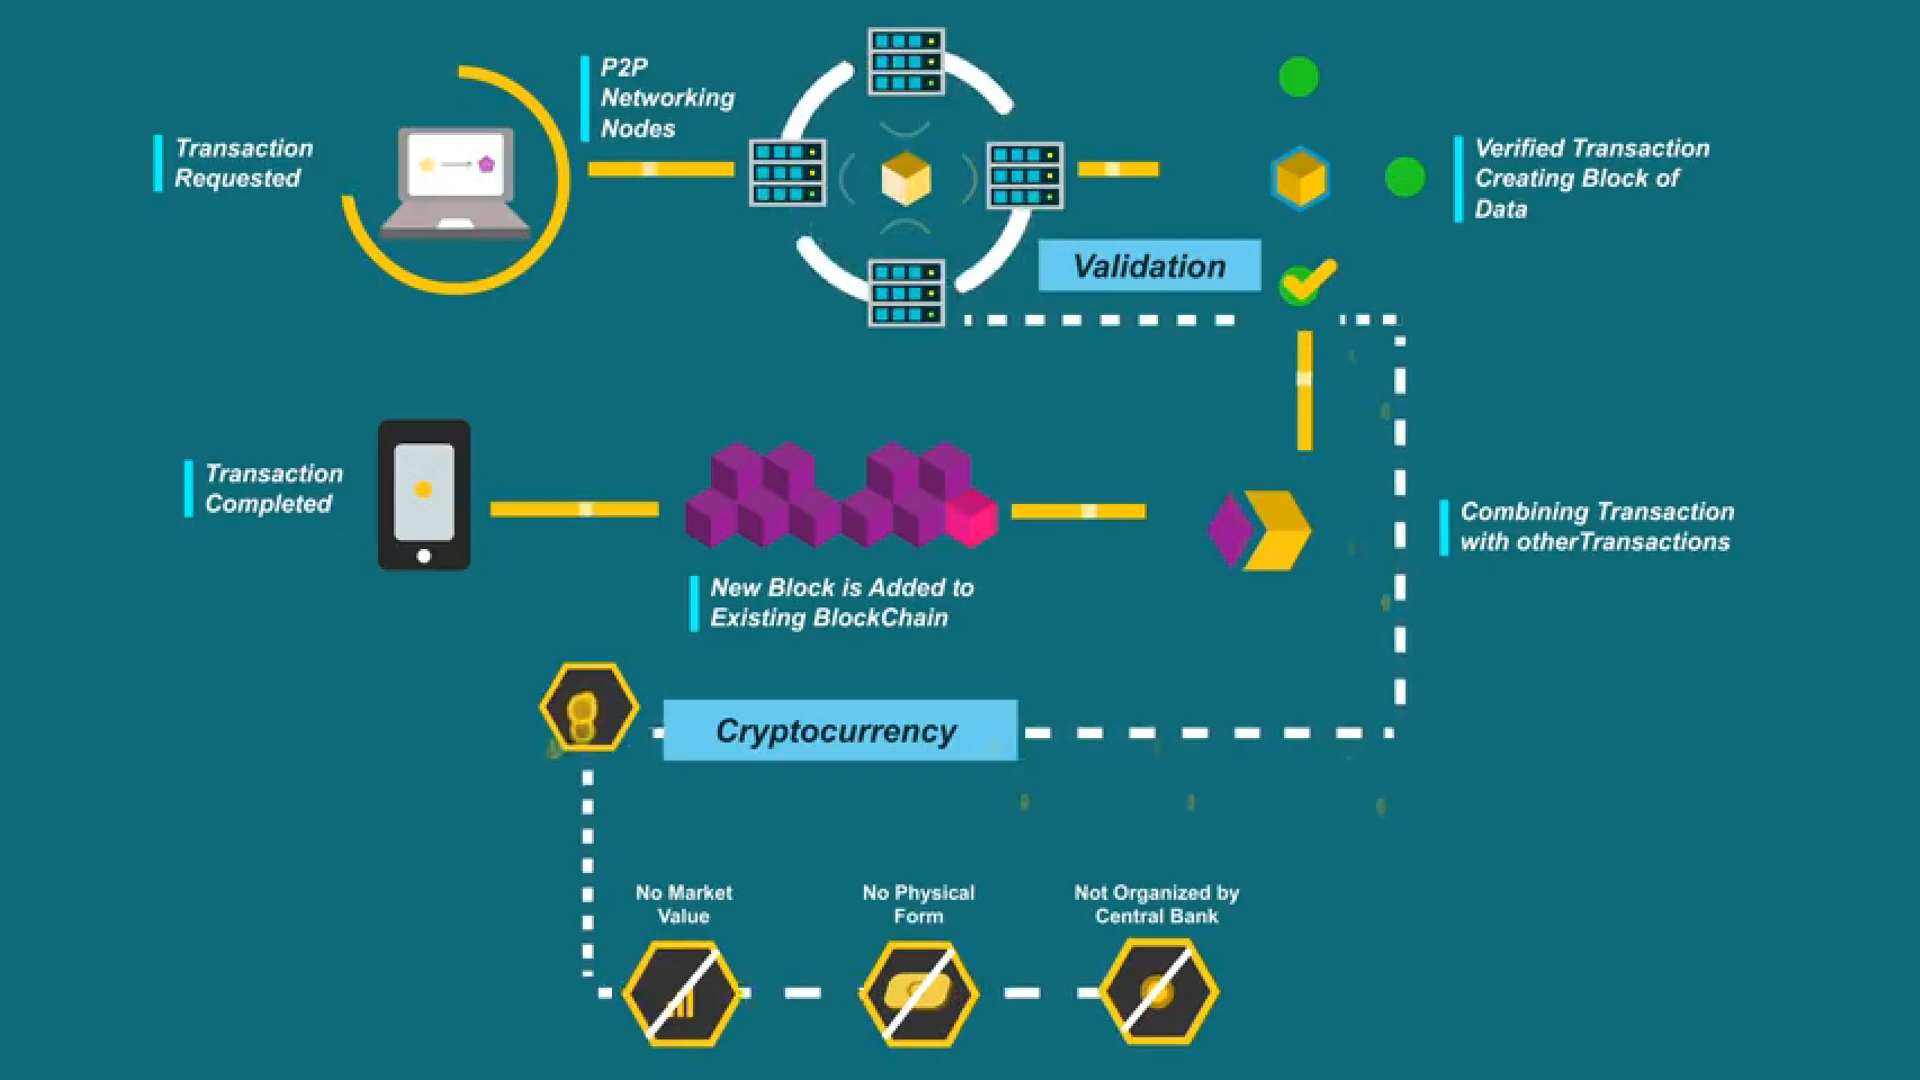 P2P
Networking
Nodes
Transaction
Requested
Verified Transaction
Creating Block of
Data
Validation
Transaction
Completed
Combining Transaction
with otherTransactions
New Block is Added to
Existing BlockChain
Cryptocurrency
No Market
Value
No Physical
Form
Not Organized by
Central Bank